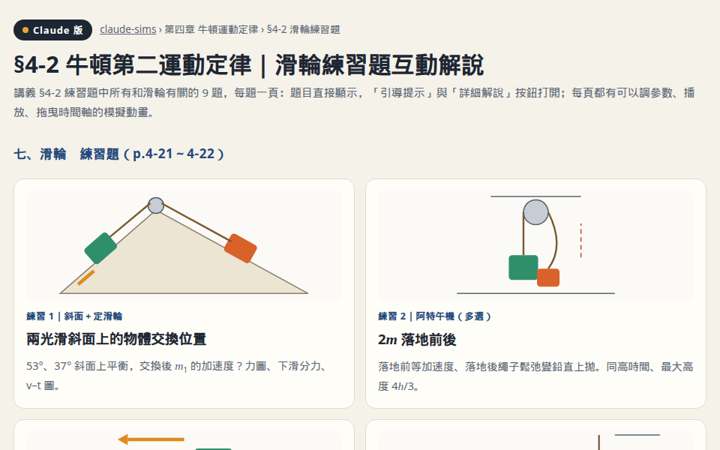 Claude 版 claude-sims › 第四章 牛頓運動定律 › §4-2 滑輪練習題
§4-2 牛頓第二運動定律｜滑輪練習題互動解說
講義 §4-2 練習題中所有和滑輪有關的 9 題，每題一頁：題目直接顯示，「引導提示」與「詳細解說」按鈕打開；每頁都有可以調參數、播
放、拖曳時間軸的模擬動畫。
七、滑輪　練習題（p.4-21 ~ 4-22）
練習 1｜斜面 + 定滑輪
兩光滑斜面上的物體交換位置
53°、37° 斜面上平衡，交換後 m₁ 的加速度？力圖、下滑分力、
v–t 圖。
練習 2｜阿特午機（多選）
2m 落地前後
落地前等加速度、落地後繩子鬆弛變鉛直上拋。同高時間、最大高
度 4h/3。